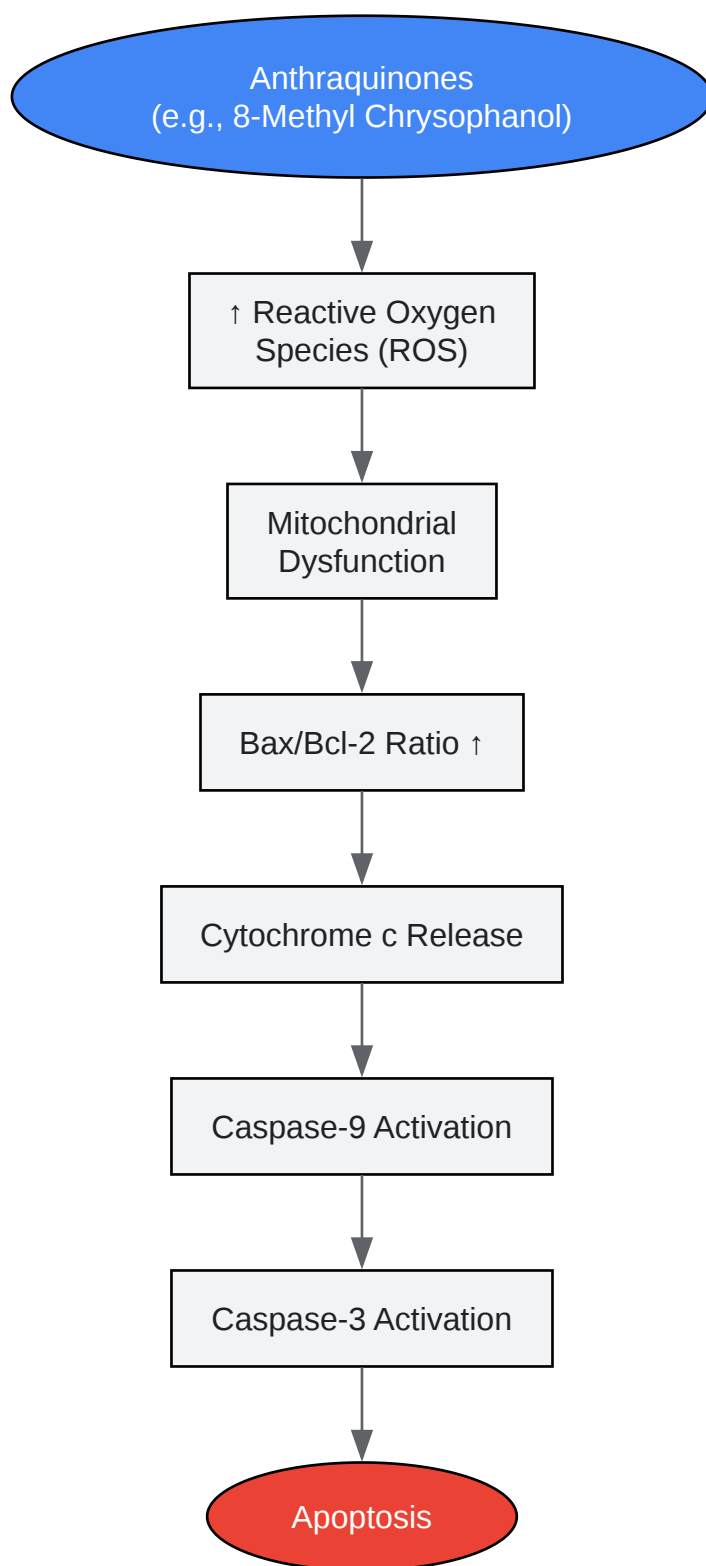 Anthraquinones
(e.g., 8-Methyl Chrysophanol)
↑ Reactive Oxygen
Species (ROS)
Mitochondrial
Dysfunction
Bax/Bcl-2 Ratio ↑
Cytochrome c Release
Caspase-9 Activation
Caspase-3 Activation
Apoptosis